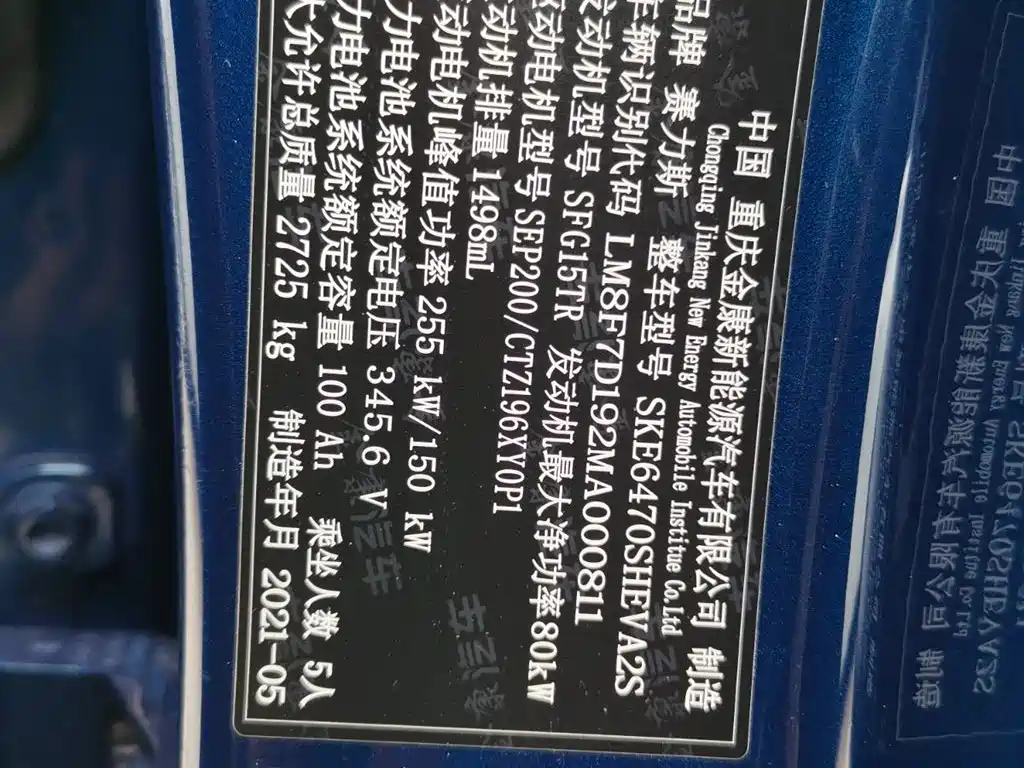 中国 重庆金康新能源汽车有限公司 制造
Chongqing Jinkang New Energy Automobile Institue Co.Ltd
品牌 赛力斯 整车型号 SKE6470SHEVA2S
车辆识别代码 LM8F7D192MA000811
发动机型号 SFG15TR 发动机最大净功率80kW
驱动电机型号 SEP200/CTZ196XY0P1
发动机排量 1498mL
驱动电机峰值功率 255 kW/150 kW
动力电池系统额定电压 345.6 V
动力电池系统额定容量 100 Ah 乘坐人数 5人
最大允许总质量 2725 kg 制造年月 2021-05